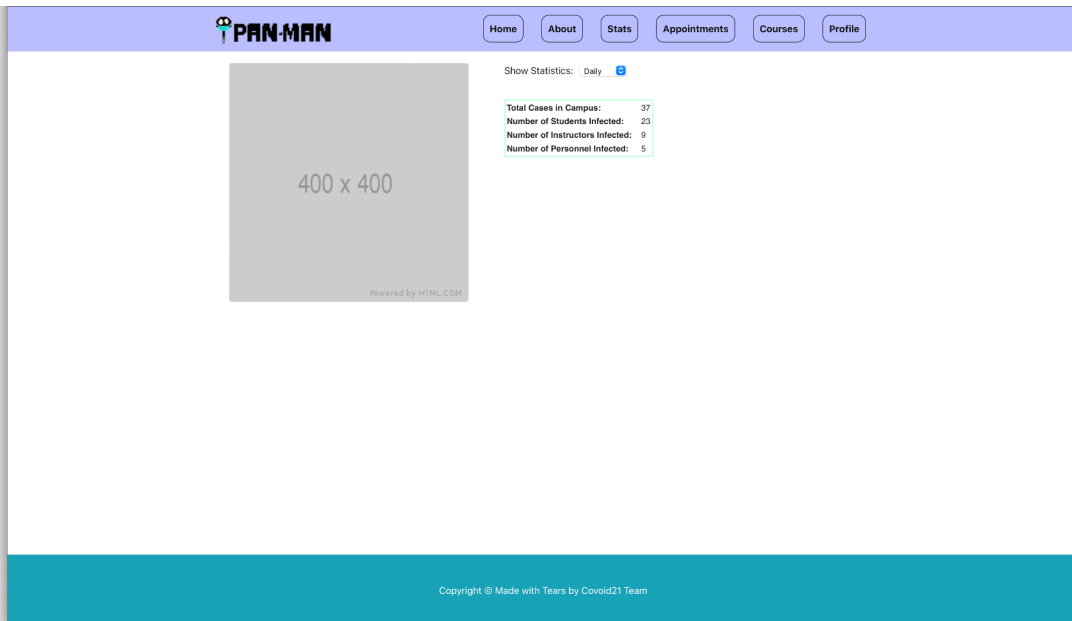 PAN-MAN
Home About Stats Appointments Courses Profile
400 x 400
Powered by HTML.COM
Show Statistics: Daily
Total Cases in Campus: 37
Number of Students Infected: 23
Number of Instructors Infected: 9
Number of Personnel Infected: 5
Copyright © Made with Tears by Covoid21 Team